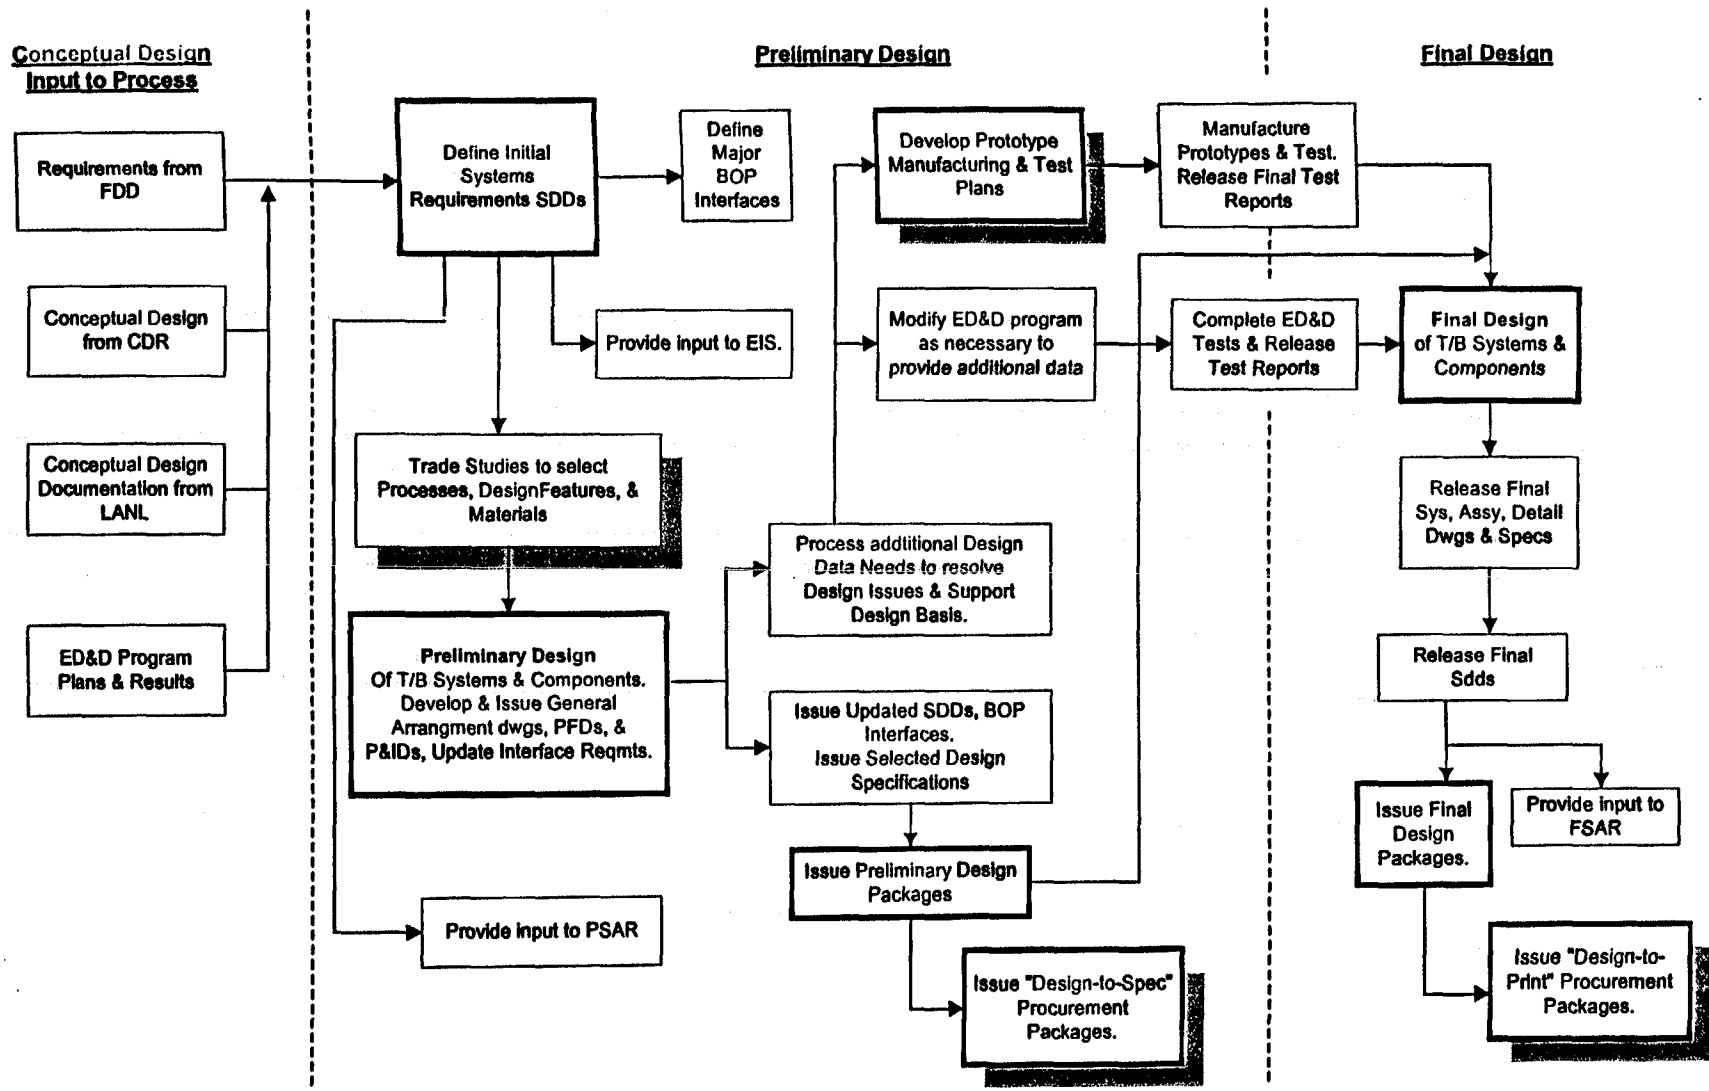 Conceptual Design
Input to Process
Preliminary Design
Final Design
Requirements from
FDD
Conceptual Design
from CDR
Conceptual Design
Documentation from
LANL
ED&D Program
Plans & Results
Define Initial
Systems
Requirements SDDs
Define
Major
BOP
Interfaces
Provide input to EIS.
Trade Studies to select
Processes, DesignFeatures, &
Materials
Preliminary Design
Of T/B Systems & Components.
Develop & Issue General
Arrangment dwgs, PFDs, &
P&IDs, Update Interface Reqmts.
Provide input to PSAR
Develop Prototype
Manufacturing & Test
Plans
Modify ED&D program
as necessary to
provide additional data
Process addtitional Design
Data Needs to resolve
Design Issues & Support
Design Basis.
Issue Updated SDDs, BOP
Interfaces.
Issue Selected Design
Specifications
Issue Preliminary Design
Packages
Issue "Design-to-Spec"
Procurement
Packages.
Manufacture
Prototypes & Test.
Release Final Test
Reports
Complete ED&D
Tests & Release
Test Reports
Final Design
of T/B Systems &
Components
Release Final
Sys, Assy, Detail
Dwgs & Specs
Release Final
Sdds
Issue Final
Design
Packages.
Provide input to
FSAR
Issue "Design-to-
Print" Procurement
Packages.